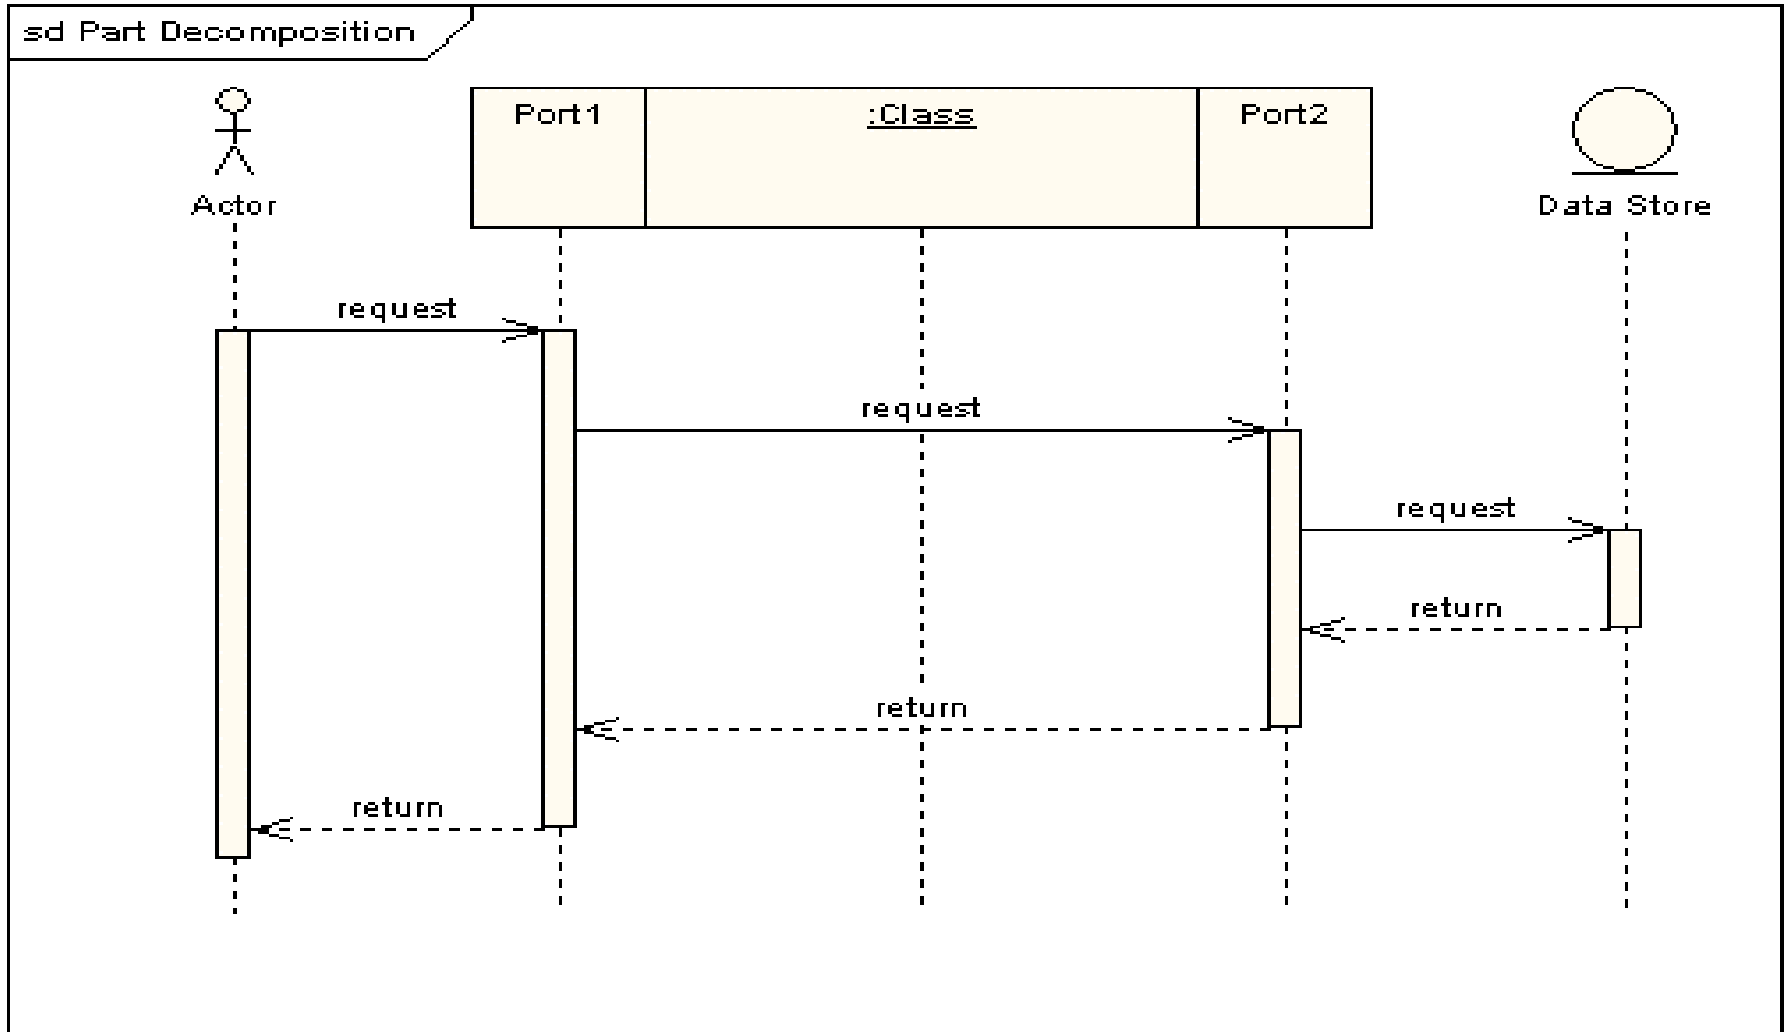 sd Part Decomposition
Port1
:Class
Port2
Actor
Data Store
request
request
request
return
return
return